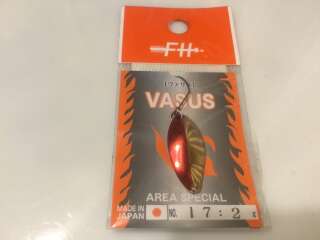 FH
VASUS
AREA SPECIAL
MADE IN
JAPAN
NO. 17:2 g